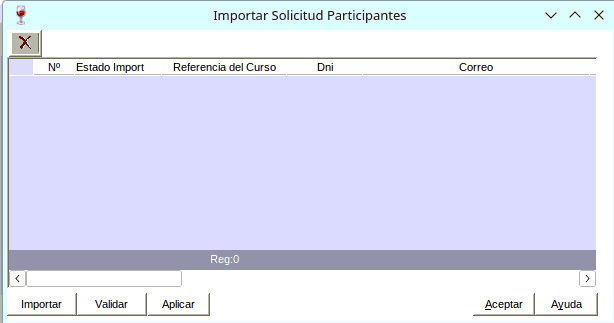 Importar Solicitud Participantes
Nº Estado Import Referencia del Curso Dni Correo
Reg:0
Importar Validar Aplicar Aceptar Ayuda